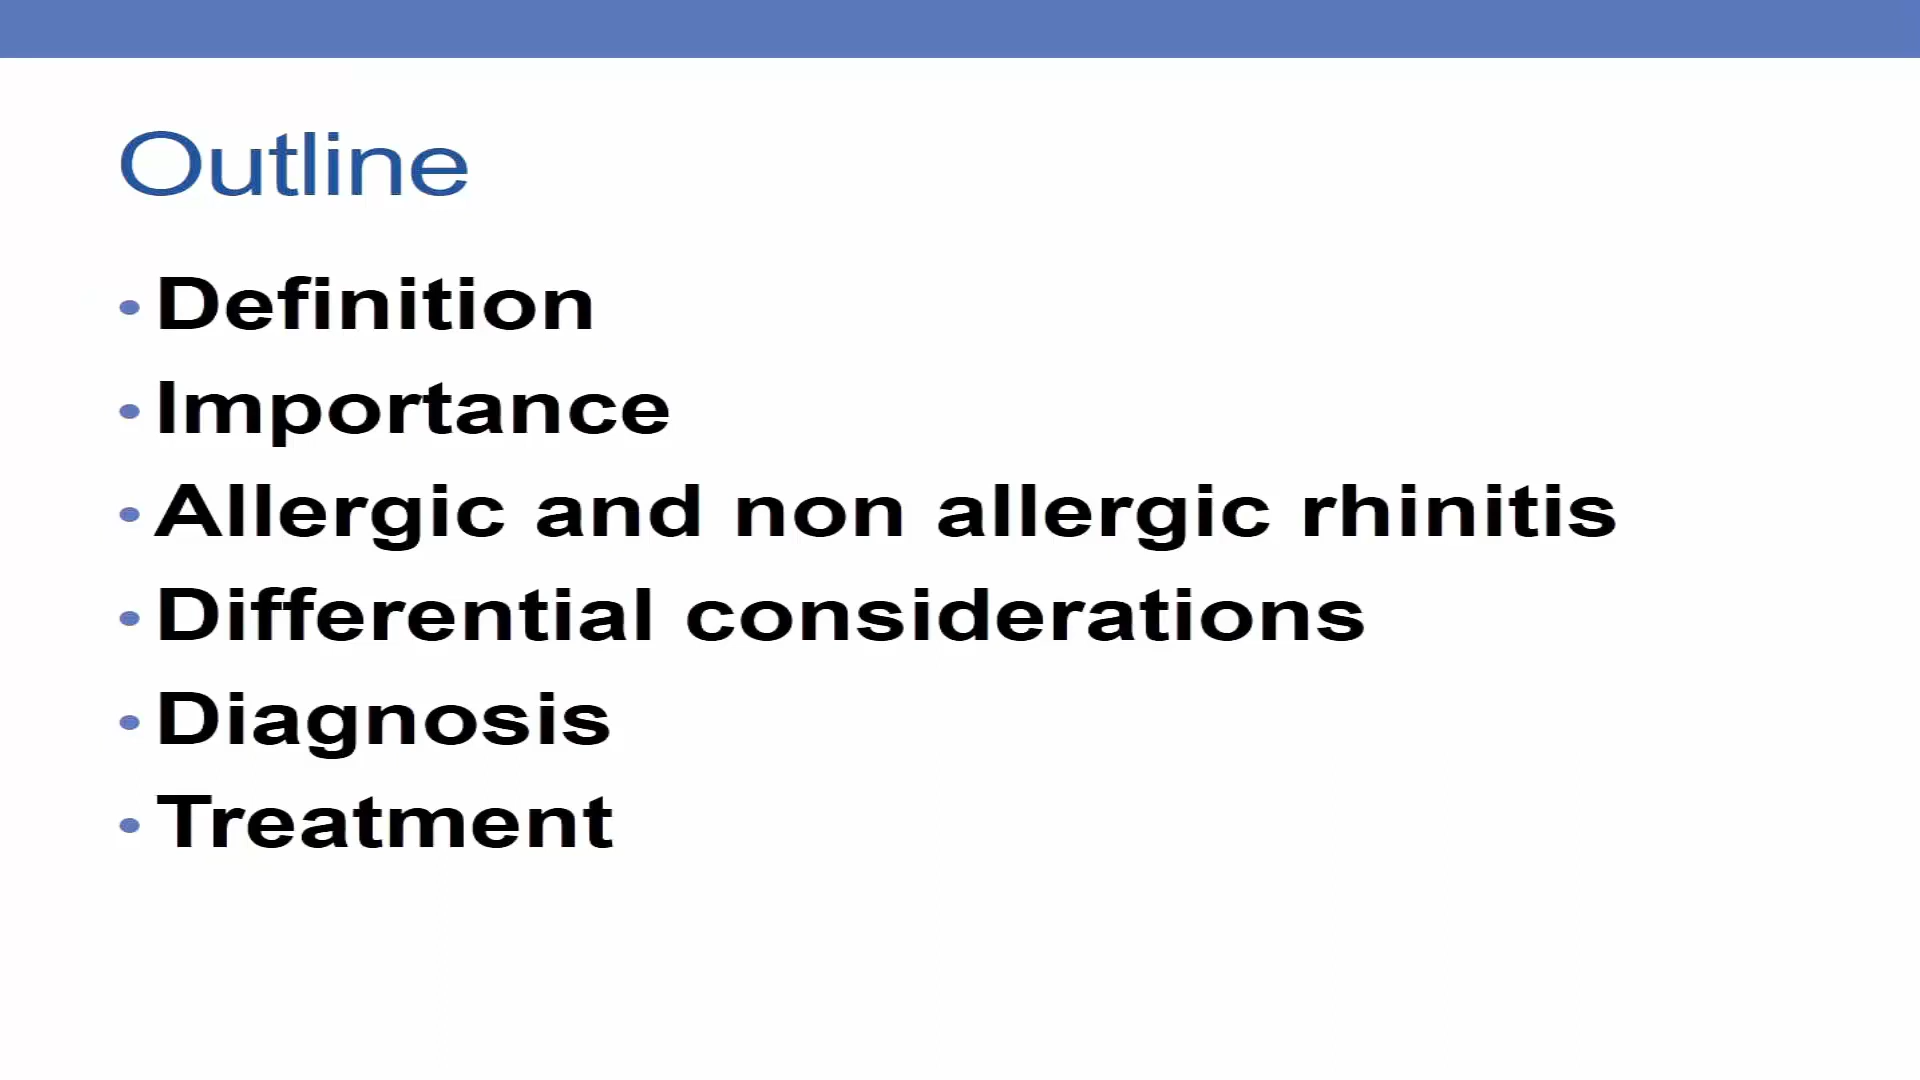 Outline
• Definition
• Importance
• Allergic and non allergic rhinitis
• Differential considerations
• Diagnosis
• Treatment